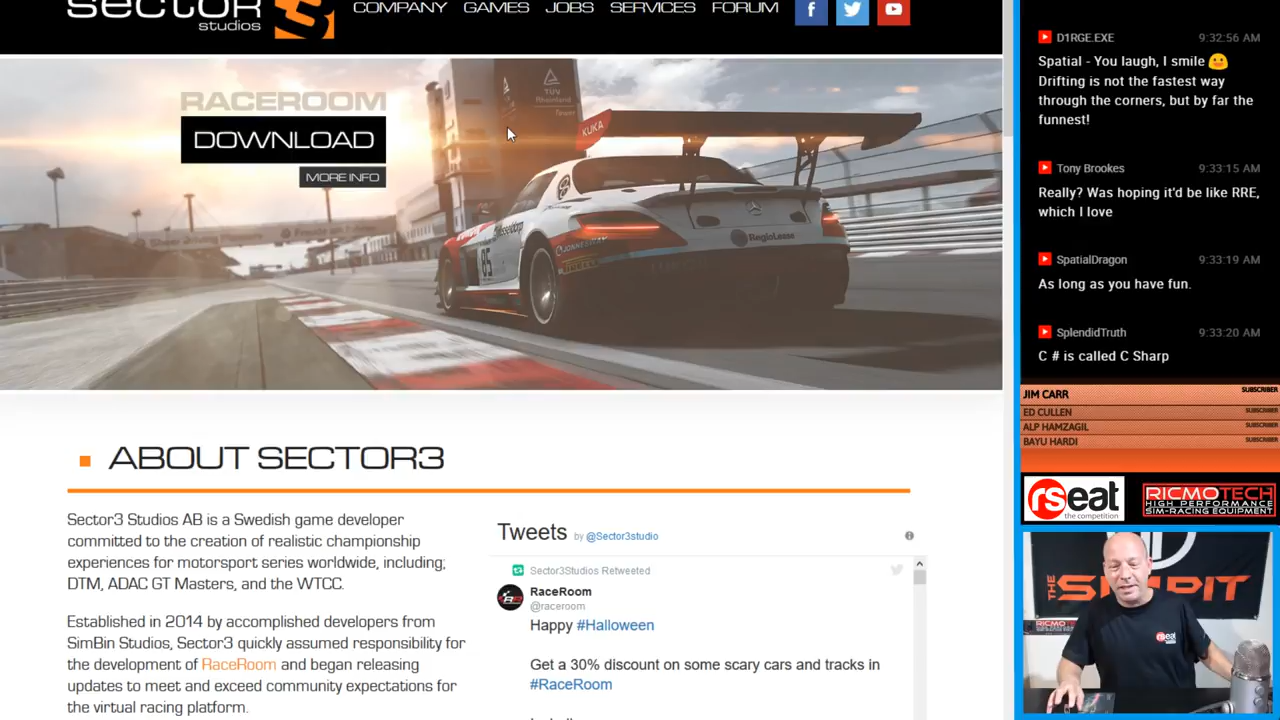 sector3
studios
COMPANY GAMES JOBS SERVICES FORUM
RACEROOM
DOWNLOAD
MORE INFO
TÜV
Rheinland
KUKA
RegioLease
85
ABOUT SECTOR3
Sector3 Studios AB is a Swedish game developer
committed to the creation of realistic championship
experiences for motorsport series worldwide, including;
DTM, ADAC GT Masters, and the WTCC.
Established in 2014 by accomplished developers from
SimBin Studios, Sector3 quickly assumed responsibility for
the development of RaceRoom and began releasing
updates to meet and exceed community expectations for
the virtual racing platform.
Tweets by @Sector3studio
Sector3Studios Retweeted
RaceRoom
@raceroom
Happy #Halloween
Get a 30% discount on some scary cars and tracks in
#RaceRoom
D1RGE.EXE 9:32:56 AM
Spatial - You laugh, I smile
Drifting is not the fastest way
through the corners, but by far the
funnest!
Tony Brookes 9:33:15 AM
Really? Was hoping it'd be like RRE,
which I love
SpatialDragon 9:33:19 AM
As long as you have fun.
SplendidTruth 9:33:20 AM
C # is called C Sharp
JIM CARR SUBSCRIBER
ED CULLEN SUBSCRIBER
ALP HAMZAGIL SUBSCRIBER
BAYU HARDI SUBSCRIBER
rseat
the competition
RICMOTECH
HIGH PERFORMANCE
SIM-RACING EQUIPMENT
THE SIMPIT
rseat